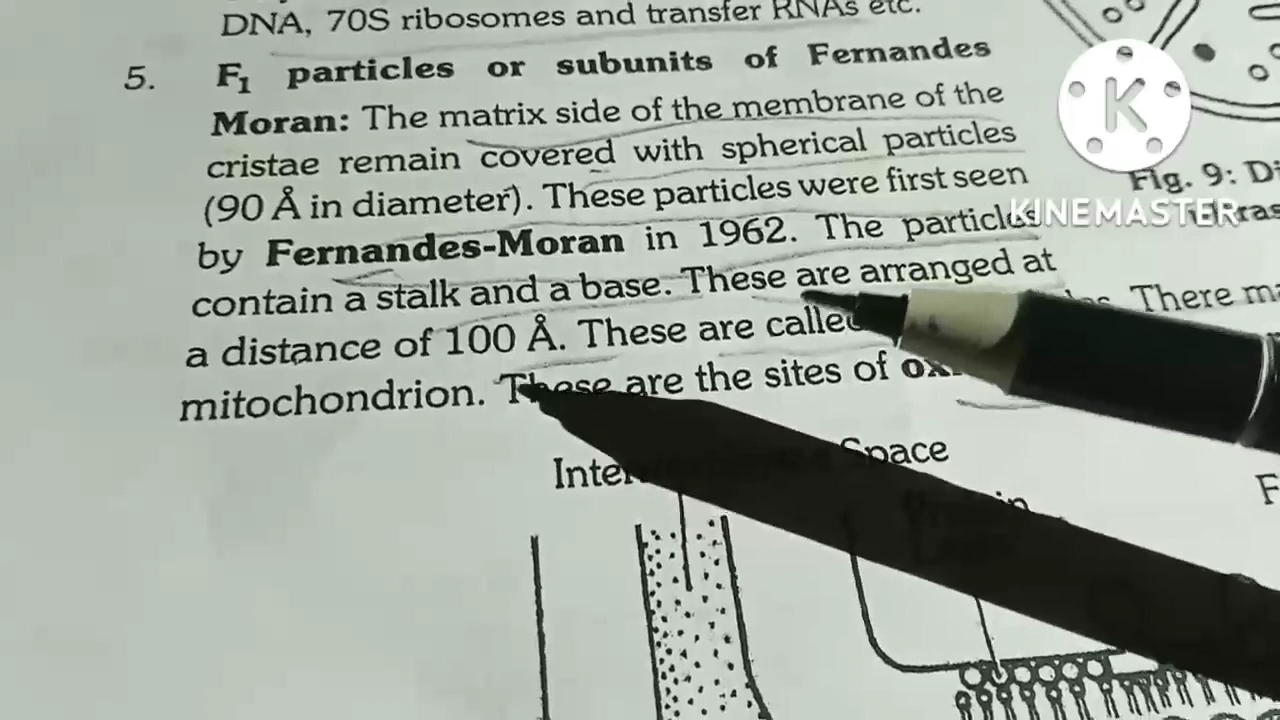 DNA, 70S ribosomes and transfer RNAs etc.
5. F1 particles or subunits of Fernandes
Moran: The matrix side of the membrane of the
cristae remain covered with spherical particles
(90 Å in diameter). These particles were first seen
by Fernandes-Moran in 1962. The particles
contain a stalk and a base. These are arranged at
a distance of 100 Å. These are called
mitochondrion. These are the sites of
Space
Fig. 9:
There
K
KINEMASTER